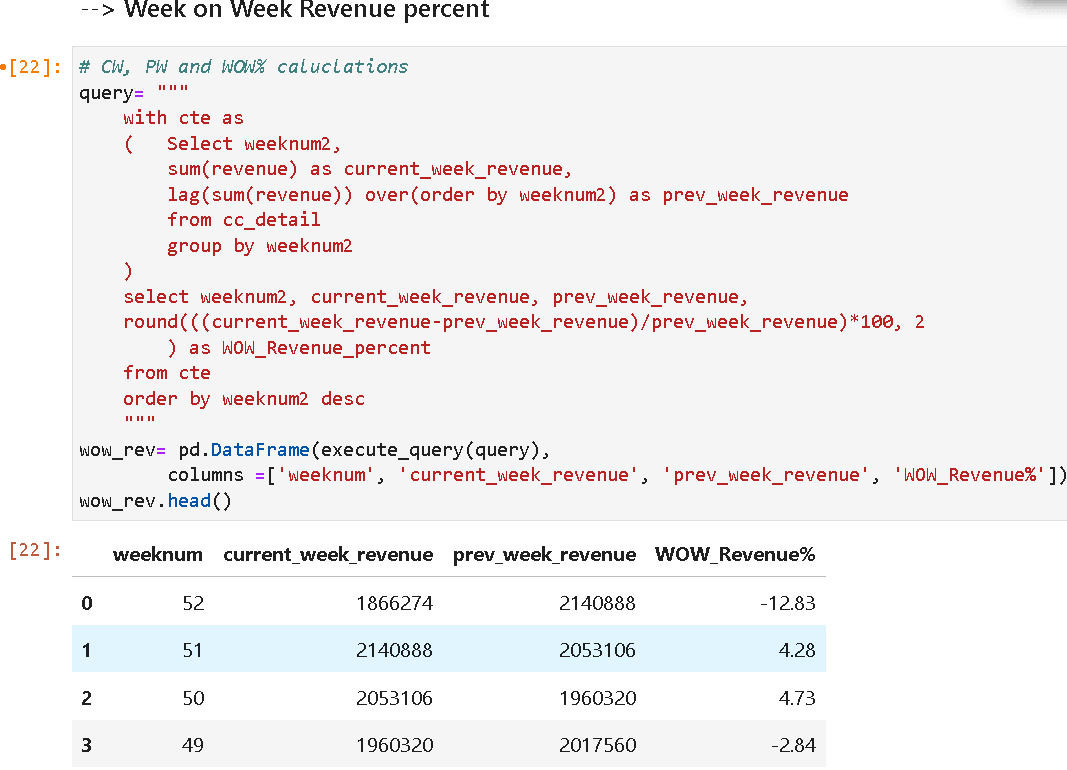 --> Week on Week Revenue percent
•[22]: # CW, PW and WOW% caluclations
query= """
with cte as
( Select weeknum2,
sum(revenue) as current_week_revenue,
lag(sum(revenue)) over(order by weeknum2) as prev_week_revenue
from cc_detail
group by weeknum2
)
select weeknum2, current_week_revenue, prev_week_revenue,
round(((current_week_revenue-prev_week_revenue)/prev_week_revenue)*100, 2
) as WOW_Revenue_percent
from cte
order by weeknum2 desc
"""
wow_rev= pd.DataFrame(execute_query(query),
columns =['weeknum', 'current_week_revenue', 'prev_week_revenue', 'WOW_Revenue%'])
wow_rev.head()
[22]: weeknum current_week_revenue prev_week_revenue WOW_Revenue%
0 52 1866274 2140888 -12.83
1 51 2140888 2053106 4.28
2 50 2053106 1960320 4.73
3 49 1960320 2017560 -2.84